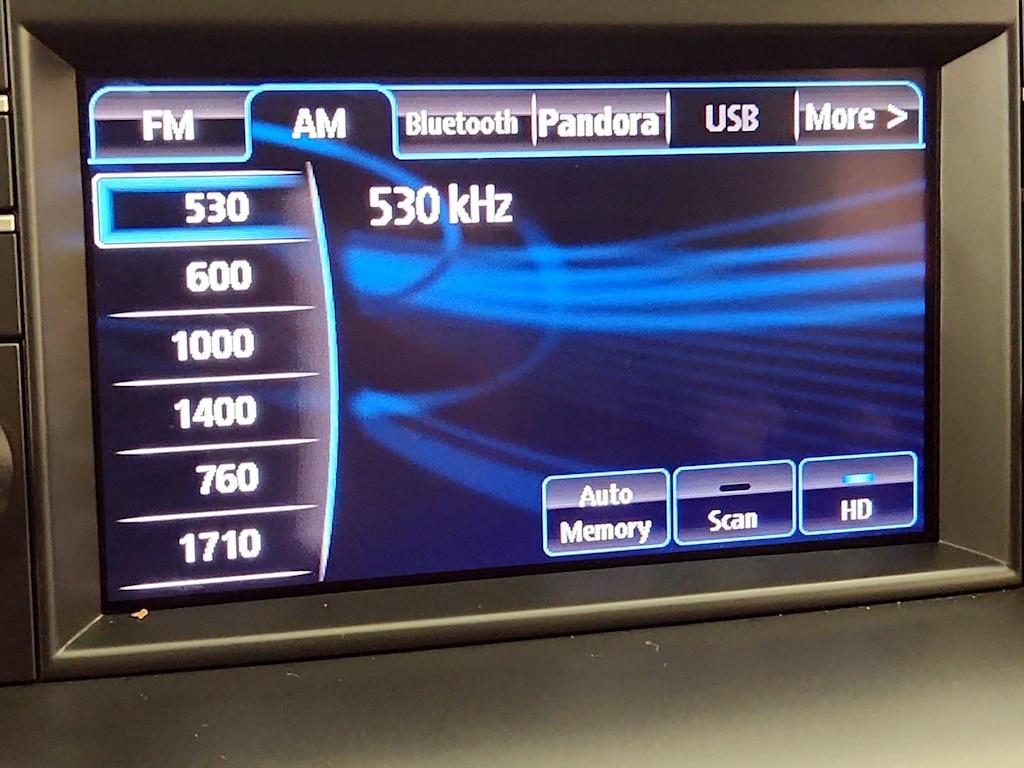 FM AM Bluetooth Pandora USB More >
530
530 kHz
600
1000
1400
760
1710
Auto
Memory
Scan
HD